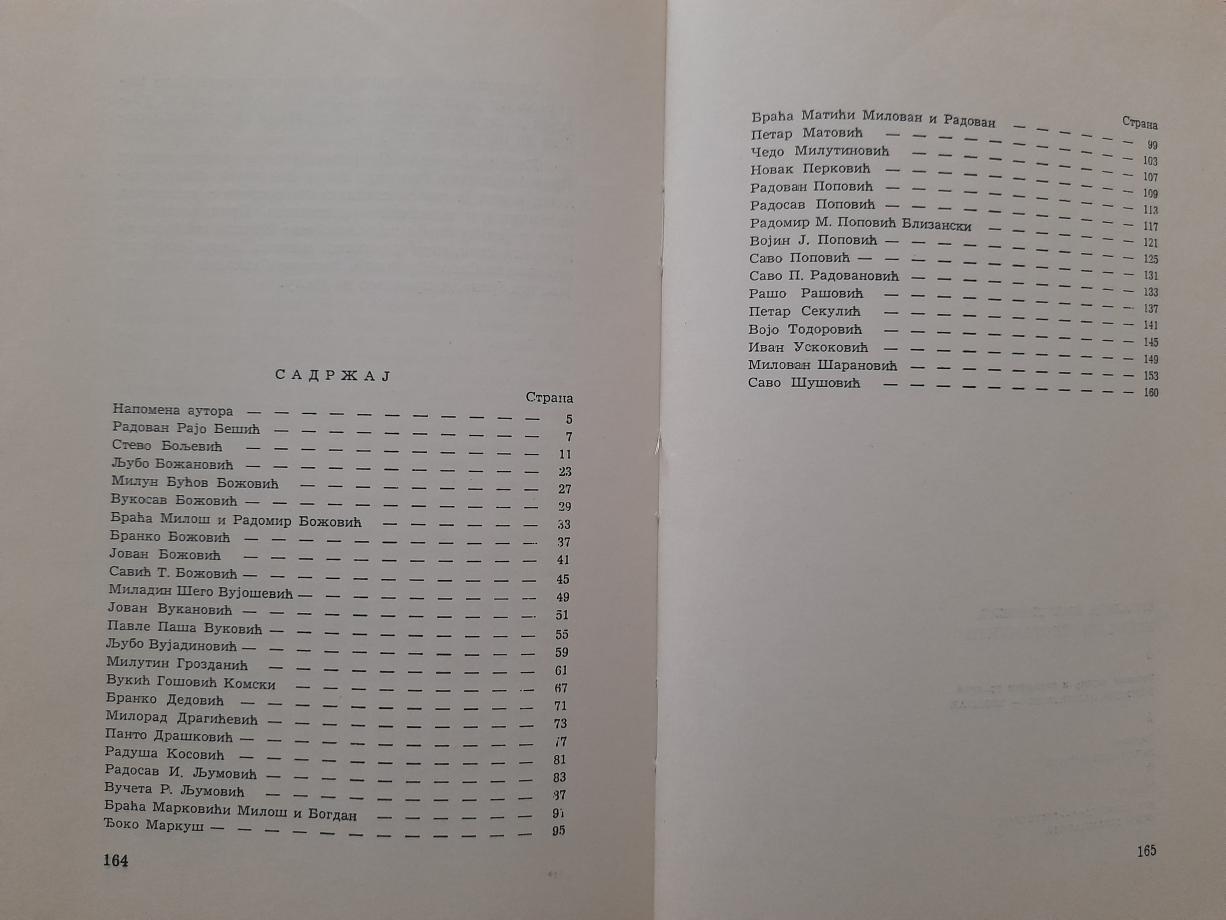 САДРЖАЈ
Страна
Напомена аутора — — — — — — — — — — — 5
Радован Рајо Бешић — — — — — — — — — — 7
Стево Бољевић — — — — — — — — — — — 11
Љубо Божановић — — — — — — — — — — — 23
Милун Бућов Божовић — — — — — — — — — 27
Вукосав Божовић — — — — — — — — — — — 29
Браћа Милош и Радомир Божовић — — — — — — 33
Бранко Божовић — — — — — — — — — — — 37
Јован Божовић — — — — — — — — — — — 41
Савић Т. Божовић — — — — — — — — — — — 45
Миладин Шего Вујошевић — — — — — — — — — 49
Јован Вукановић — — — — — — — — — — — 51
Павле Паша Вуковић — — — — — — — — — — 55
Љубо Вујадиновић — — — — — — — — — — — 59
Милутин Грозданић — — — — — — — — — — 61
Вукић Гошовић Комски — — — — — — — — — 67
Бранко Дедовић — — — — — — — — — — — 71
Милорад Драгићевић — — — — — — — — — — 73
Панто Драшковић — — — — — — — — — — — 77
Радуша Косовић — — — — — — — — — — — 81
Радосав И. Љумовић — — — — — — — — — — 83
Вучета Р. Љумовић — — — — — — — — — — 87
Браћа Марковићи Милош и Богдан — — — — — — 91
Ђоко Маркуш — — — — — — — — — — — — 95
164
Страна
Браћа Матићи Милован и Радован — — — — — 99
Петар Матовић — — — — — — — — — — 103
Чедо Милутиновић — — — — — — — — — 107
Новак Перковић — — — — — — — — — — 109
Радован Поповић — — — — — — — — — — 113
Радосав Поповић — — — — — — — — — — 117
Радомир М. Поповић Близански — — — — — — 121
Војин Ј. Поповић — — — — — — — — — — 125
Саво Поповић — — — — — — — — — — — 131
Саво П. Радовановић — — — — — — — — — 133
Рашо Рашовић — — — — — — — — — — 137
Петар Секулић — — — — — — — — — — 141
Војо Тодоровић — — — — — — — — — — 145
Иван Ускоковић — — — — — — — — — — 149
Милован Шарановић — — — — — — — — — 153
Саво Шушовић — — — — — — — — — — 160
165